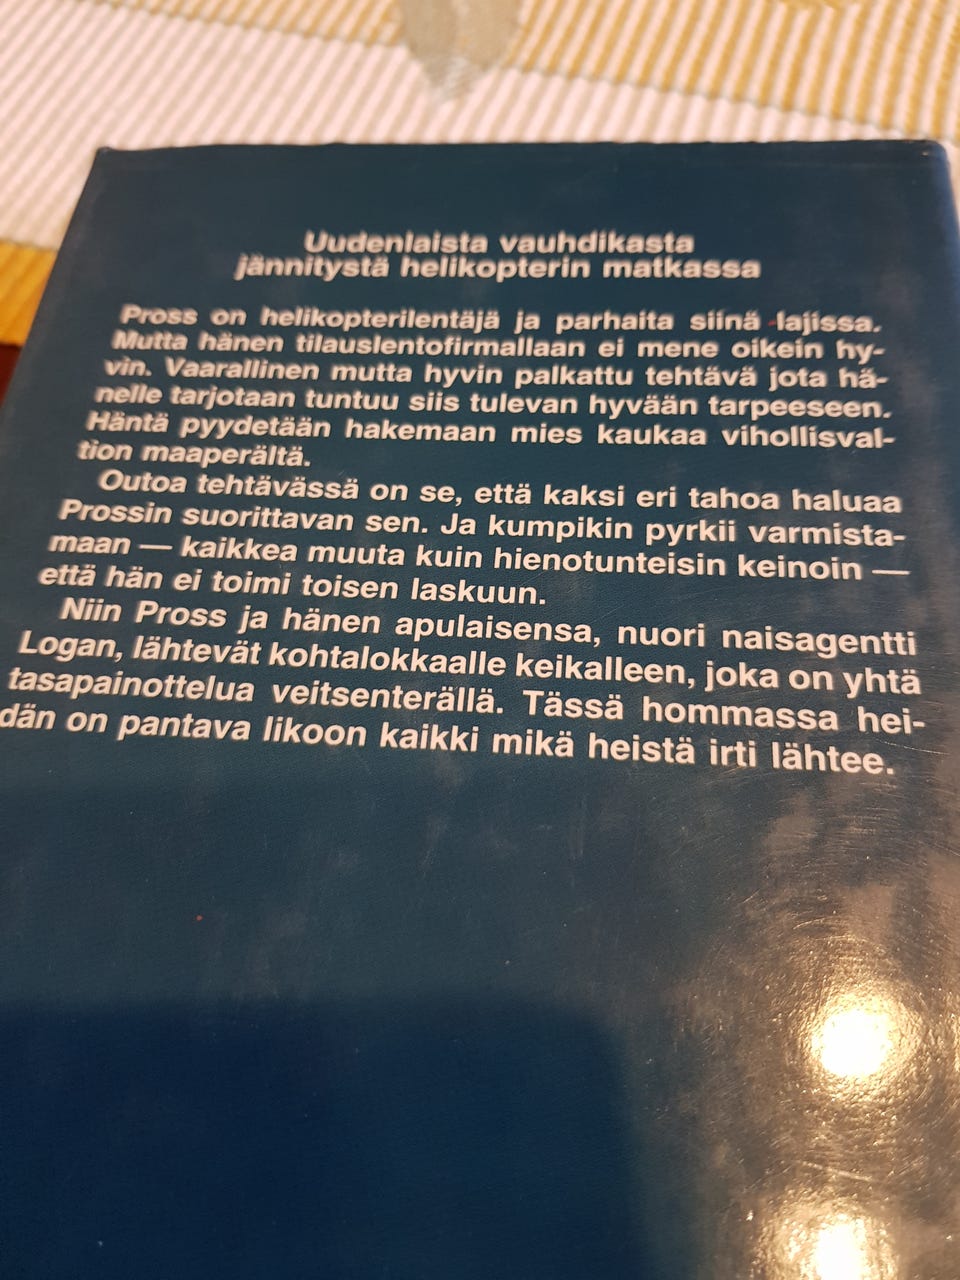 Uudenlaista vauhdikasta
jännitystä helikopterin matkassa
Pross on helikopterilentäjä ja parhaita siinä lajissa.
Mutta hänen tilauslentofirmallaan ei mene oikein hy-
vin. Vaarallinen mutta hyvin palkattu tehtävä jota hä-
nelle tarjotaan tuntuu siis tulevan hyvään tarpeeseen.
Häntä pyydetään hakemaan mies kaukaa vihollisval-
tion maaperältä.
Outoa tehtävässä on se, että kaksi eri tahoa haluaa
Prossin suorittavan sen. Ja kumpikin pyrkii varmista-
maan — kaikkea muuta kuin hienotunteisin keinoin —
että hän ei toimi toisen laskuun.
Niin Pross ja hänen apulaisensa, nuori naisagentti
Logan, lähtevät kohtalokkaalle keikalleen, joka on yhtä
tasapainottelua veitsenterällä. Tässä hommassa hei-
dän on pantava likoon kaikki mikä heistä irti lähtee.